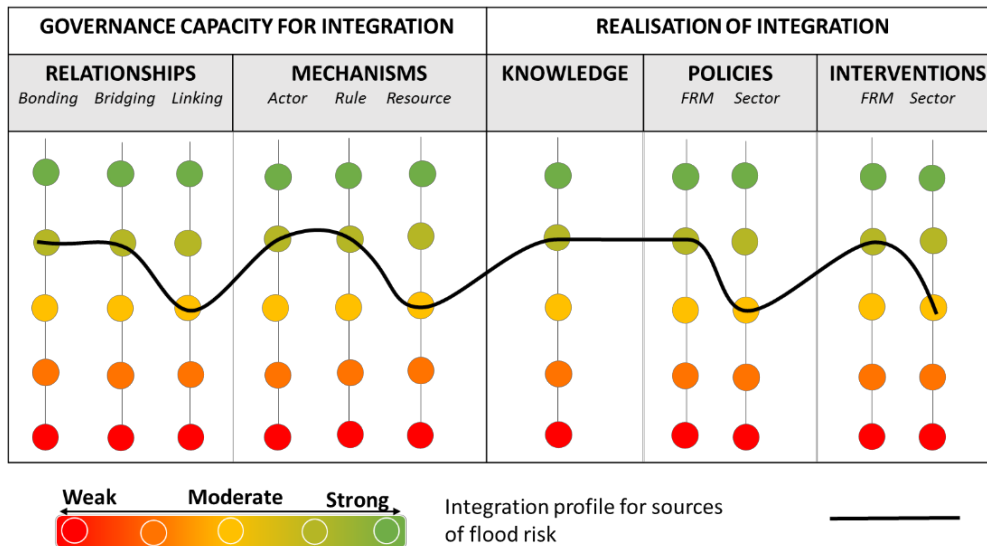 GOVERNANCE CAPACITY FOR INTEGRATION
REALISATION OF INTEGRATION
RELATIONSHIPS
MECHANISMS
KNOWLEDGE
POLICIES
INTERVENTIONS
Bonding Bridging Linking
Actor Rule Resource
FRM Sector
FRM Sector
Weak Moderate Strong
Integration profile for sources
of flood risk